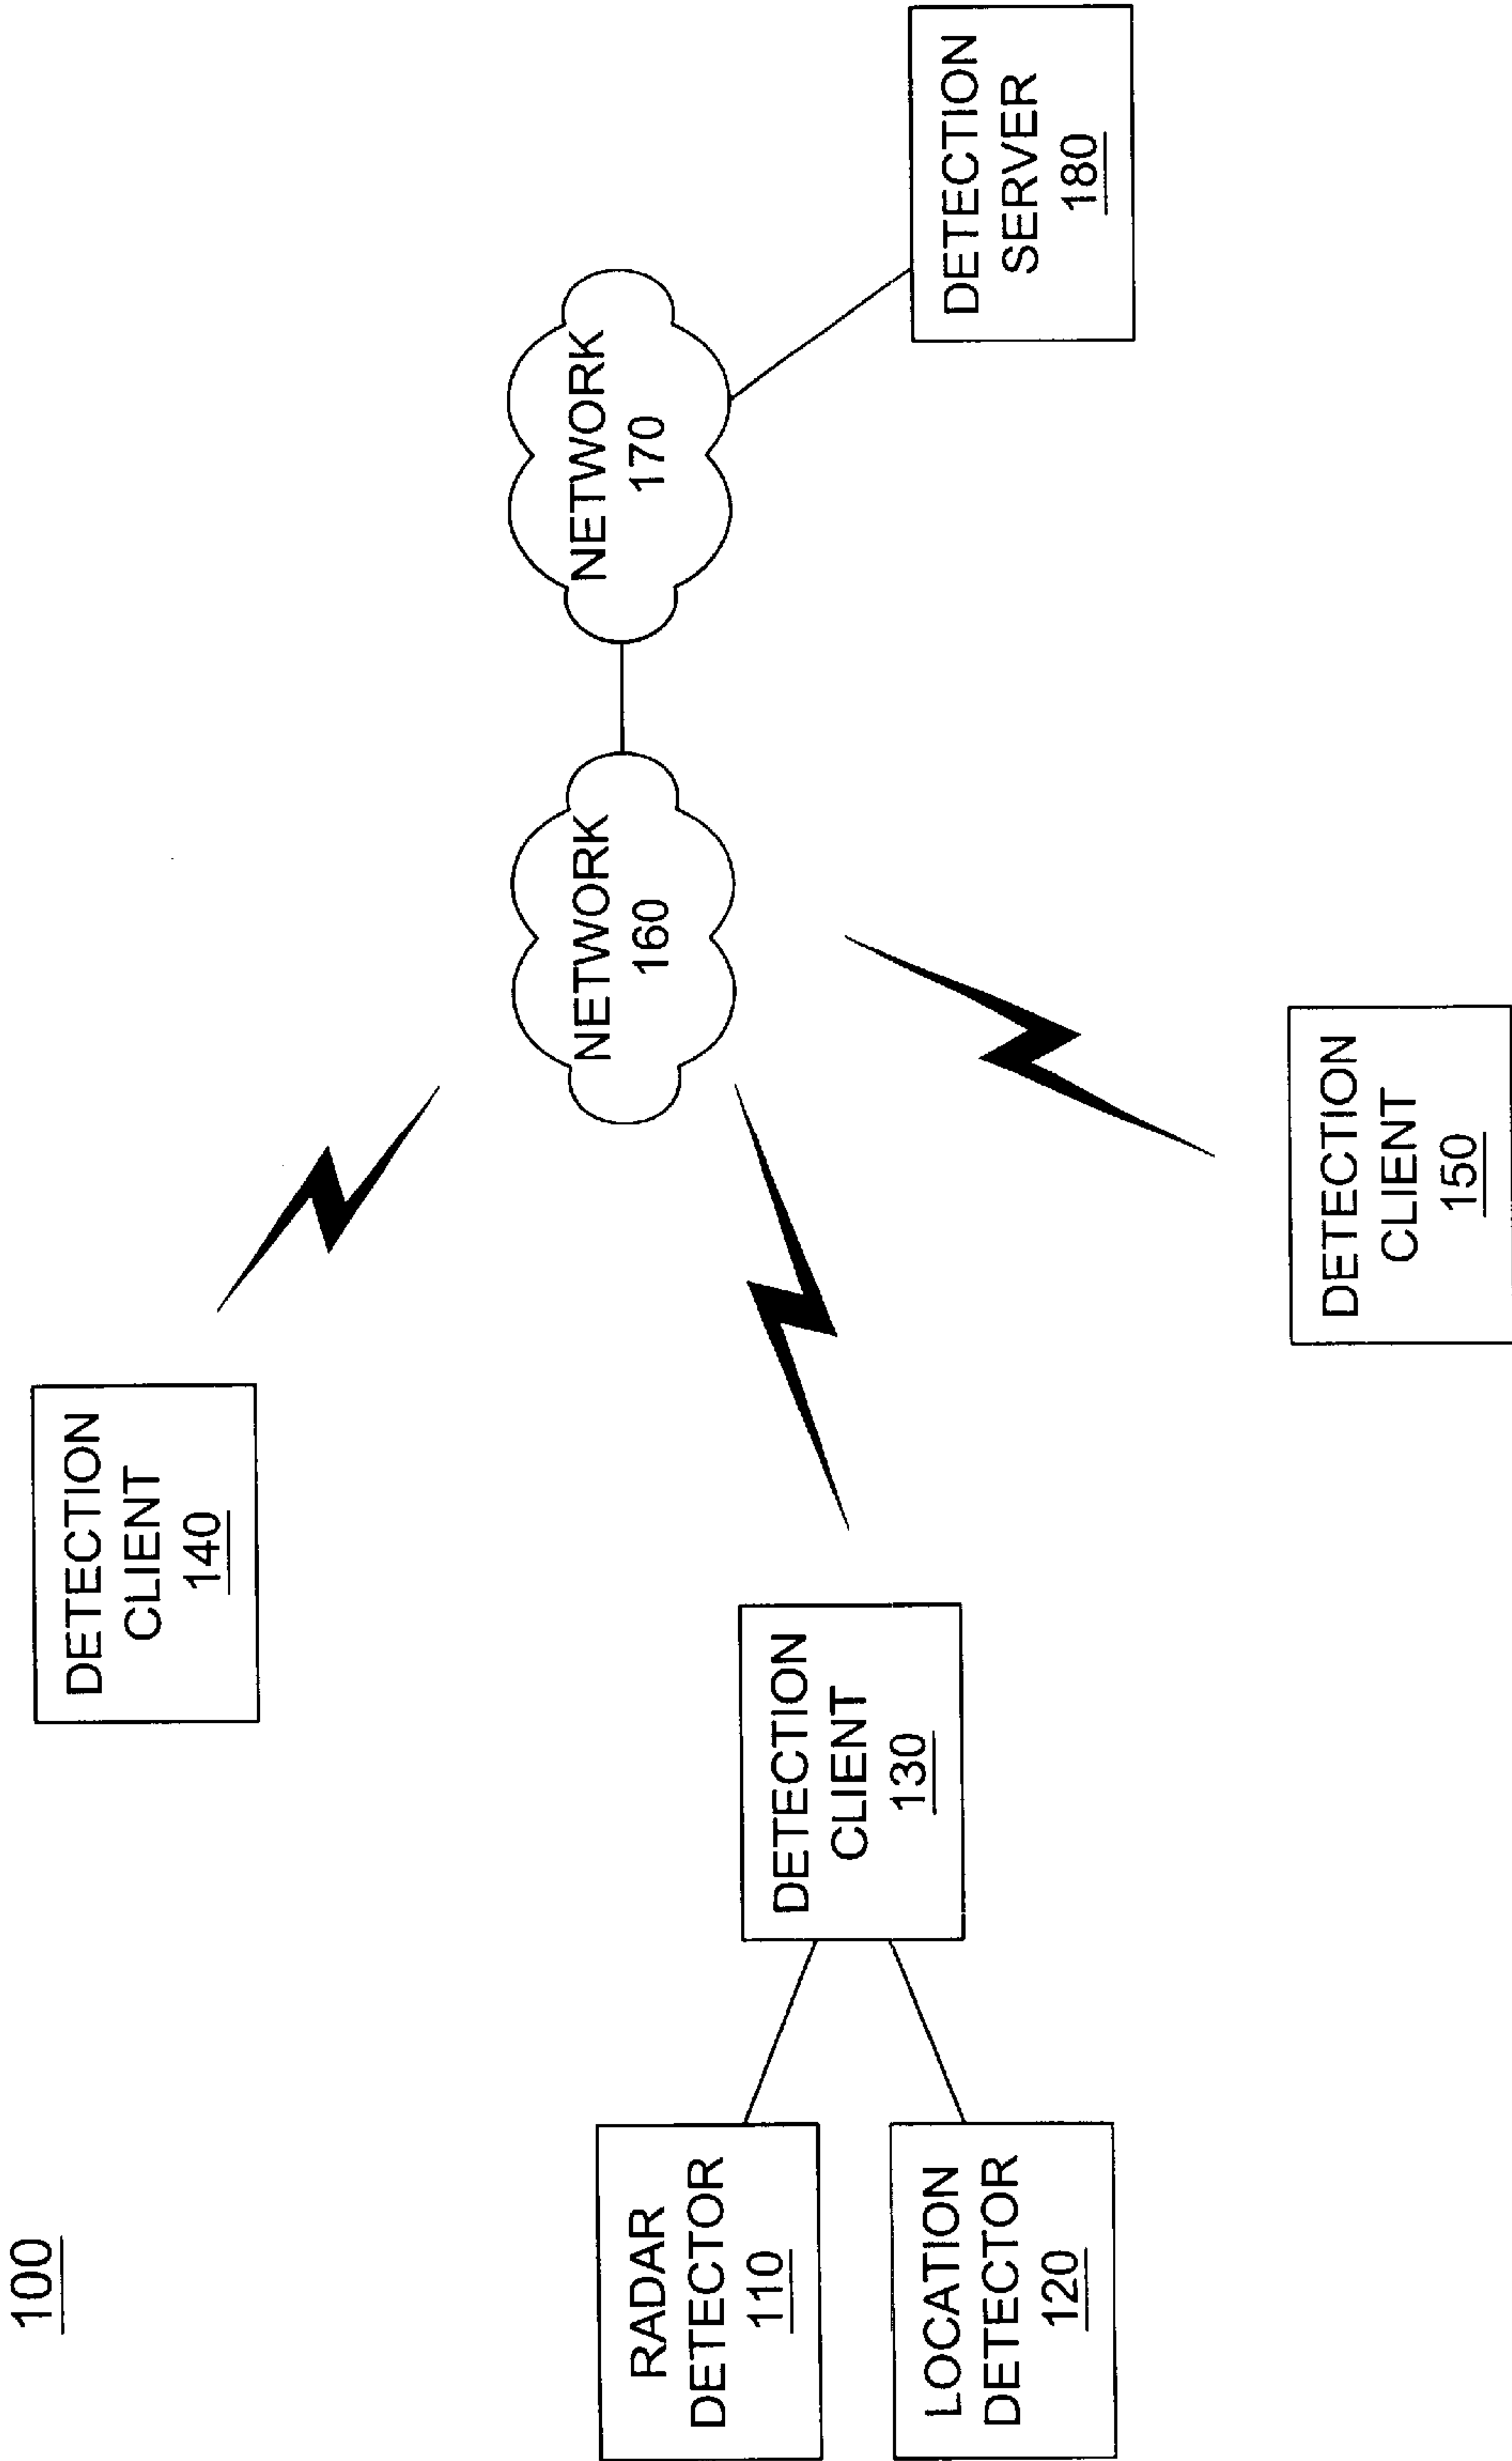 100
DETECTION
CLIENT
140
RADAR
DETECTOR
110
LOCATION
DETECTOR
120
DETECTION
CLIENT
130
NETWORK
160
NETWORK
170
DETECTION
CLIENT
150
DETECTION
SERVER
180